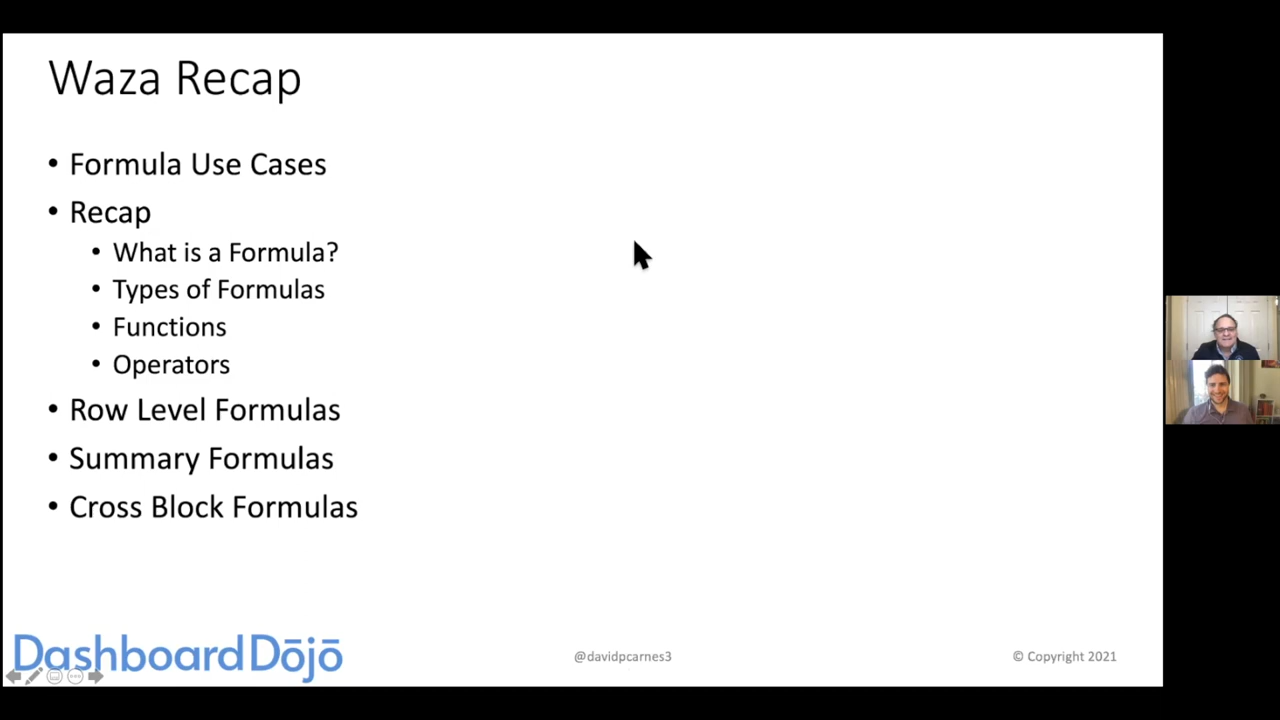 Waza Recap
• Formula Use Cases
• Recap
• What is a Formula?
• Types of Formulas
• Functions
• Operators
• Row Level Formulas
• Summary Formulas
• Cross Block Formulas
DashboardDōjō
@davidpcarnes3
© Copyright 2021